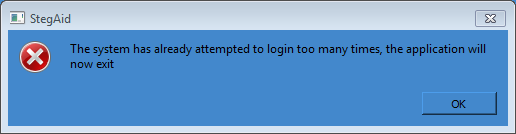 StegAid
The system has already attempted to login too many times, the application will
now exit
OK